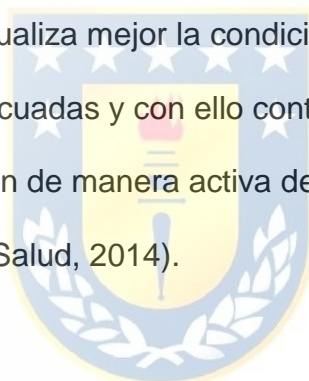 ualiza mejor la condici
cuadas y con ello cont
n de manera activa de
Salud, 2014).